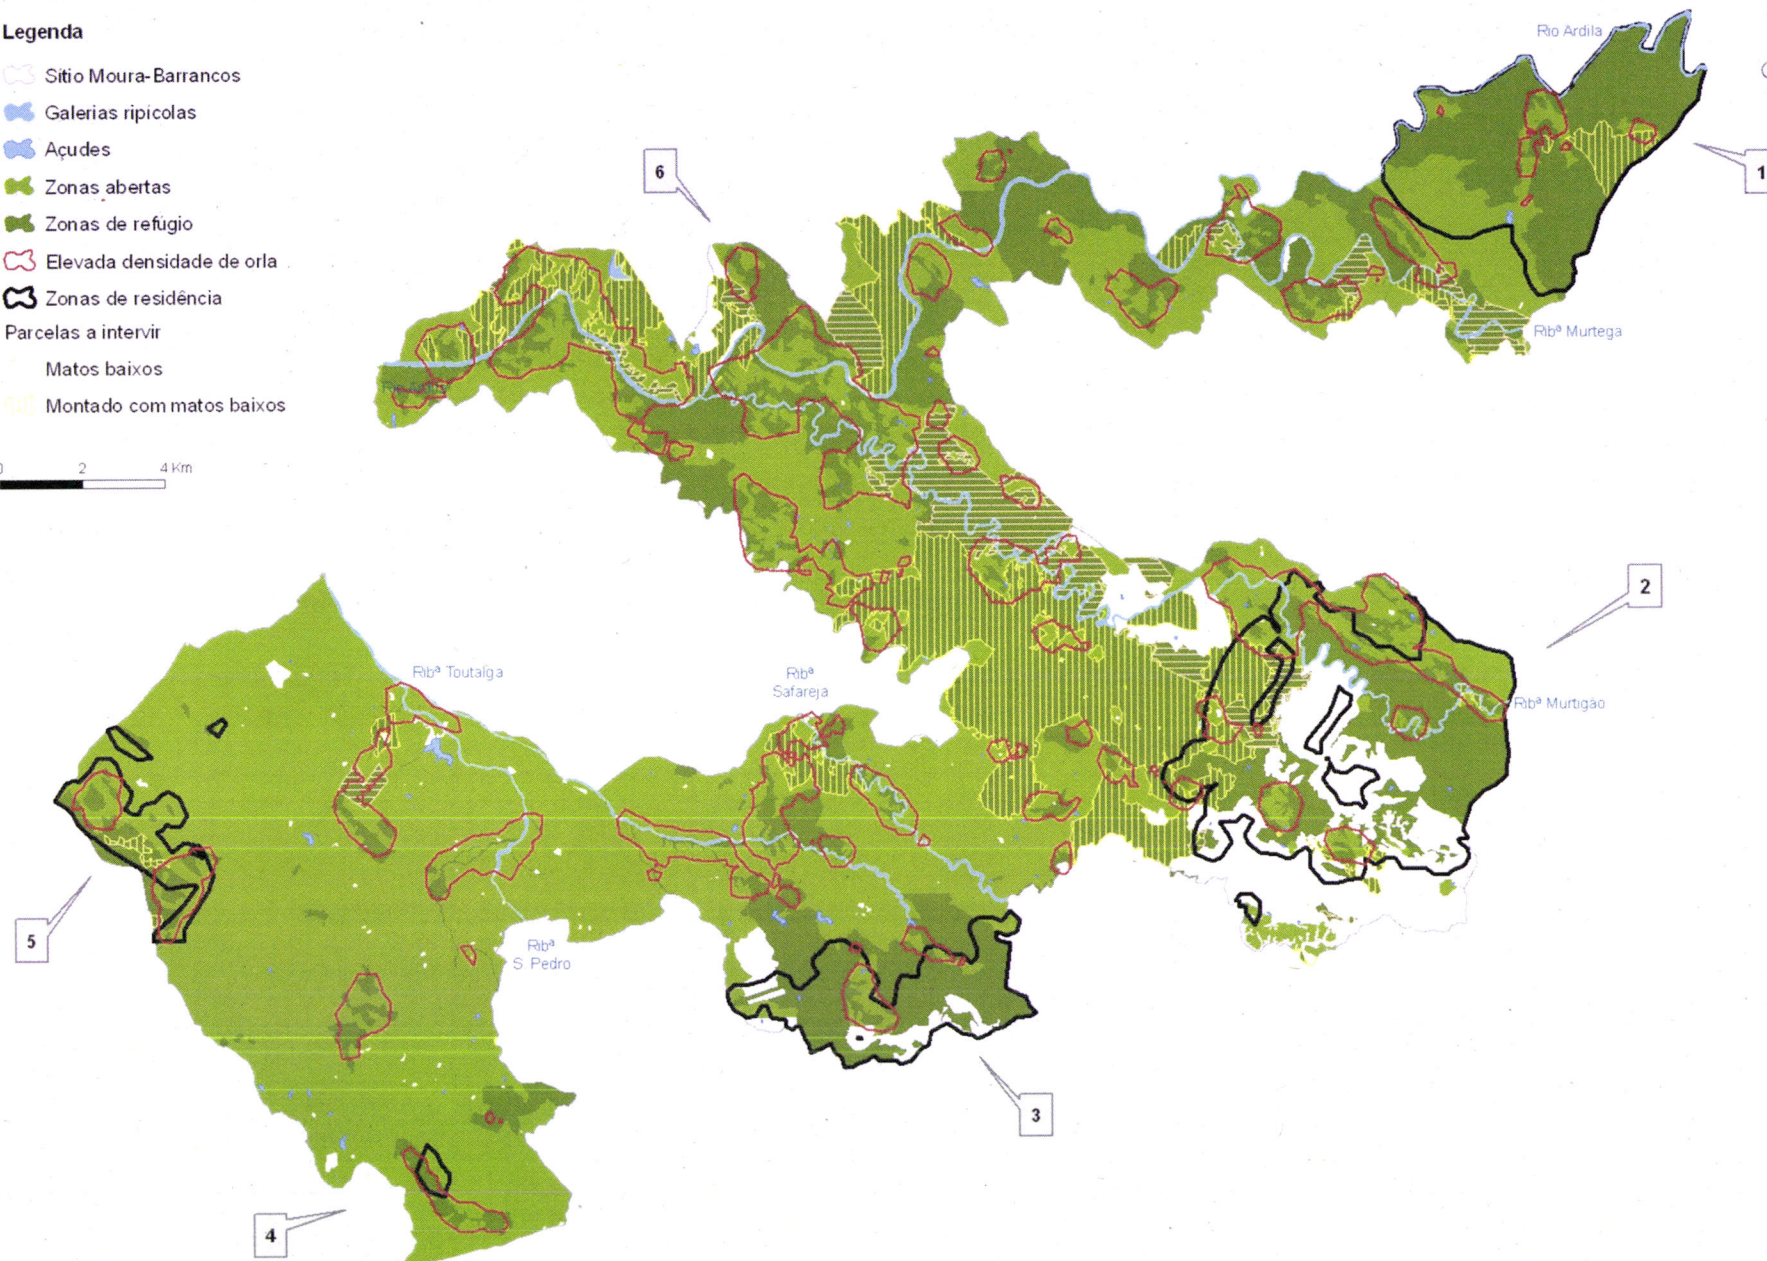 Legenda
Sítio Moura-Barrancos
Galerias ripícolas
Açudes
Zonas abertas
Zonas de refúgio
Elevada densidade de orla
Zonas de residência
Parcelas a intervir
Matos baixos
Montado com matos baixos
0 2 4 Km
Rio Ardila
1
6
Ribª Murtega
2
Ribª Toutalga
Ribª
Safareja
Ribª Murtigão
5
Ribª
S. Pedro
3
4